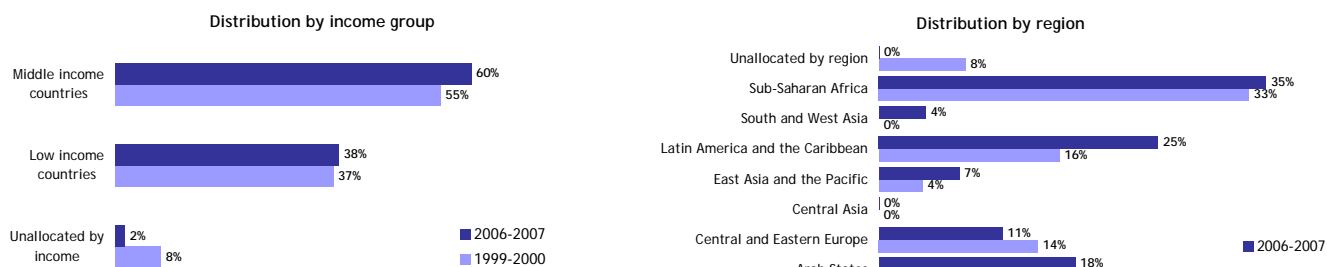 Distribution by income group
Middle income
countries
60%
55%
Low income
countries
38%
37%
Unallocated by
income
2%
8%
2006-2007
1999-2000
Distribution by region
Unallocated by region
0%
8%
Sub-Saharan Africa
35%
33%
South and West Asia
4%
0%
Latin America and the Caribbean
25%
16%
East Asia and the Pacific
7%
4%
Central Asia
0%
0%
Central and Eastern Europe
11%
14%
Arab States
18%
2006-2007